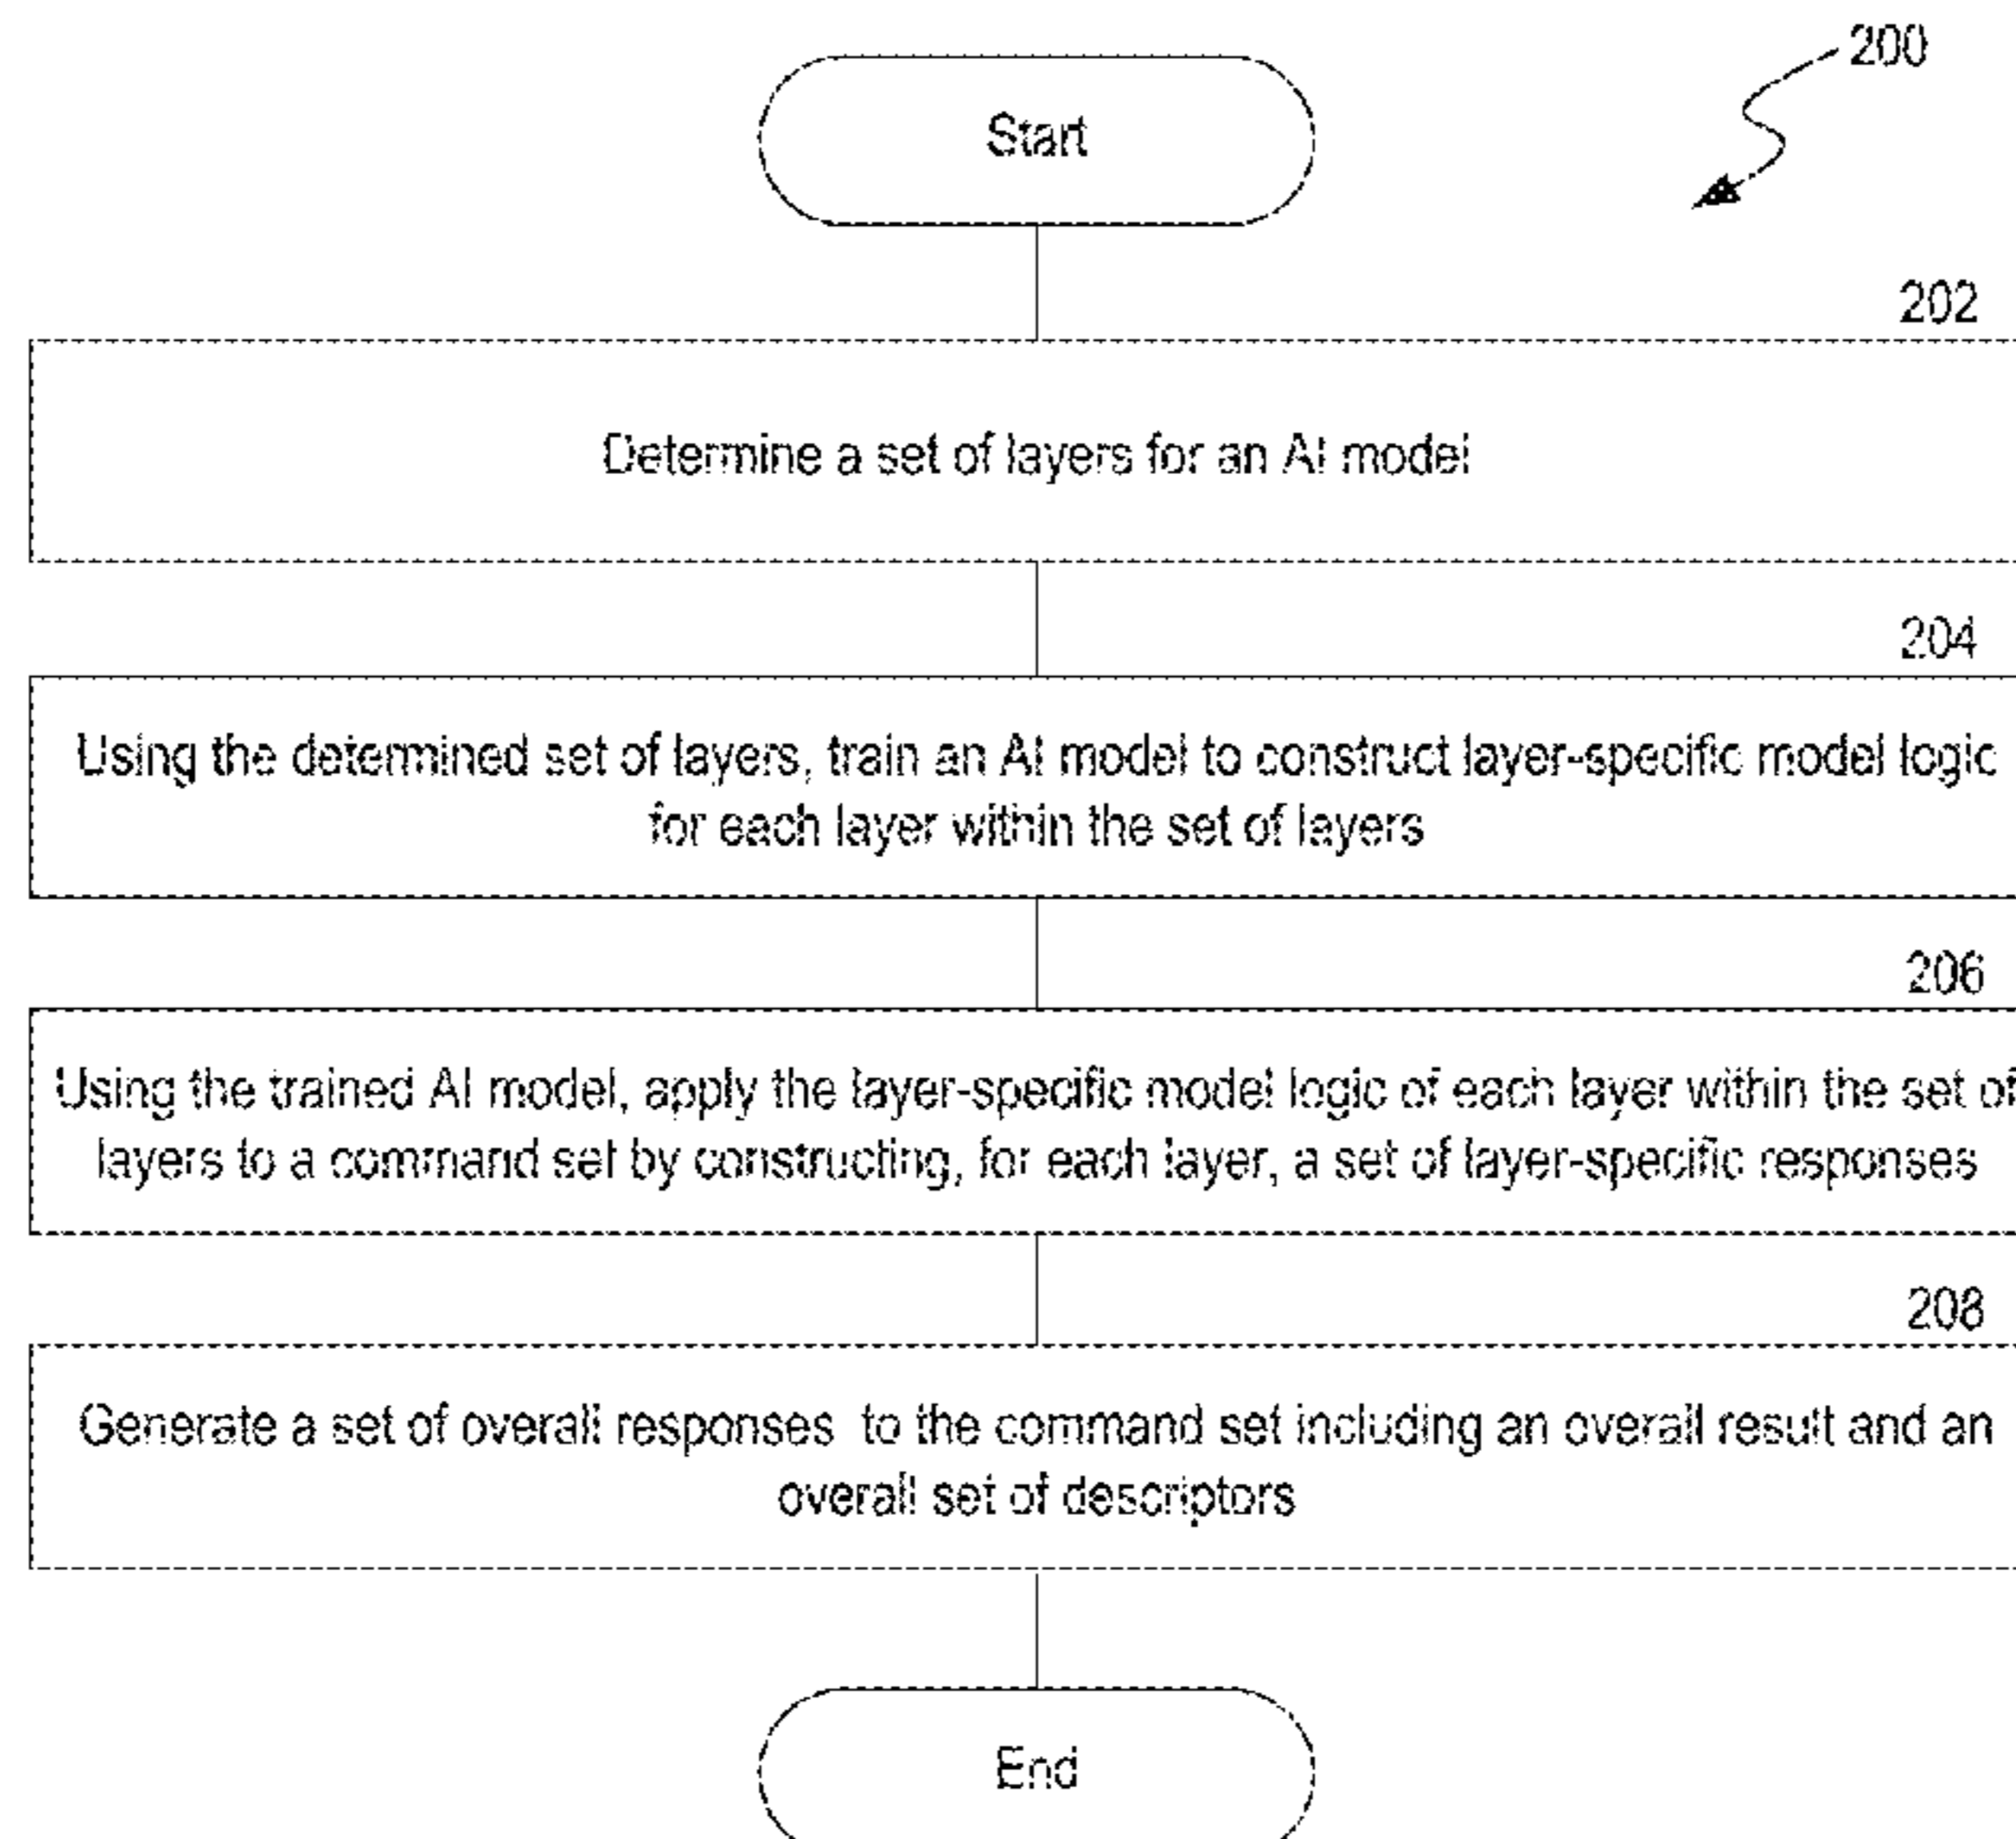 200
Start
202
Determine a set of layers for an AI model
204
Using the determined set of layers, train an AI model to construct layer-specific model logic
for each layer within the set of layers
206
Using the trained AI model, apply the layer-specific model logic of each layer within the set of
layers to a command set by constructing, for each layer, a set of layer-specific responses
208
Generate a set of overall responses to the command set including an overall result and an
overall set of descriptors
End